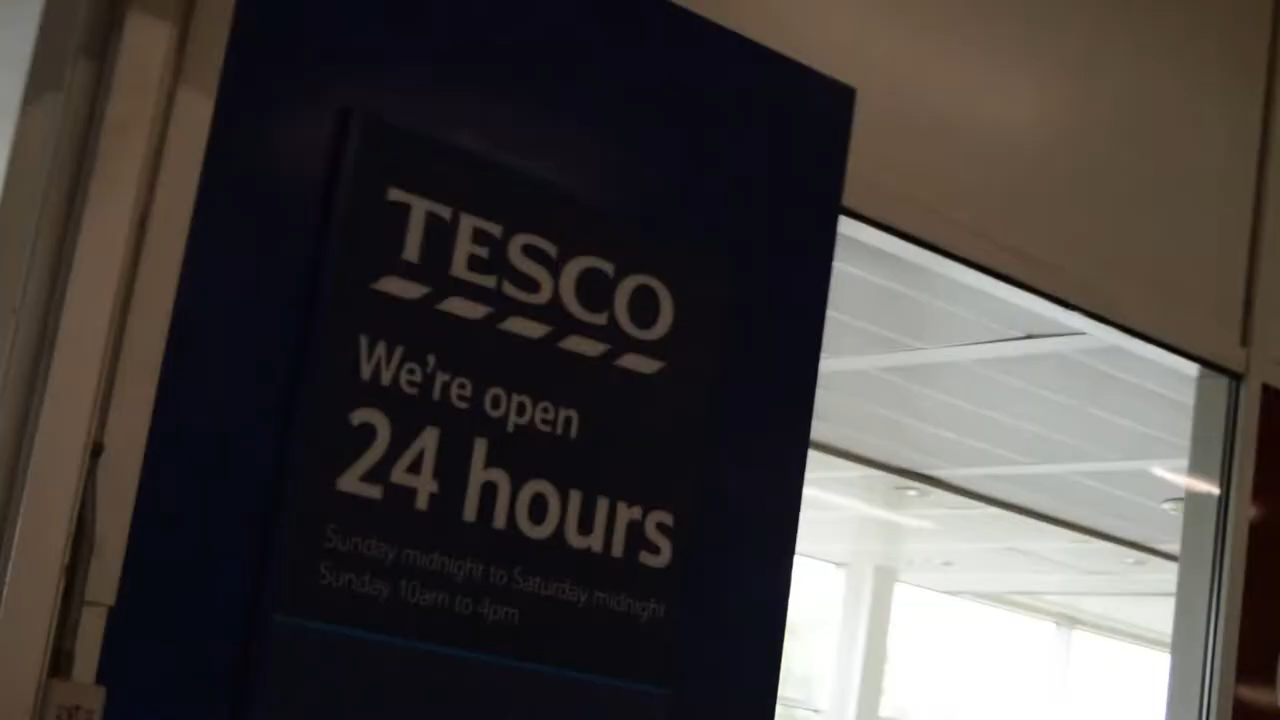 TESCO
We're open
24 hours
Sunday midnight to Saturday midnight
Sunday 10am to 4pm